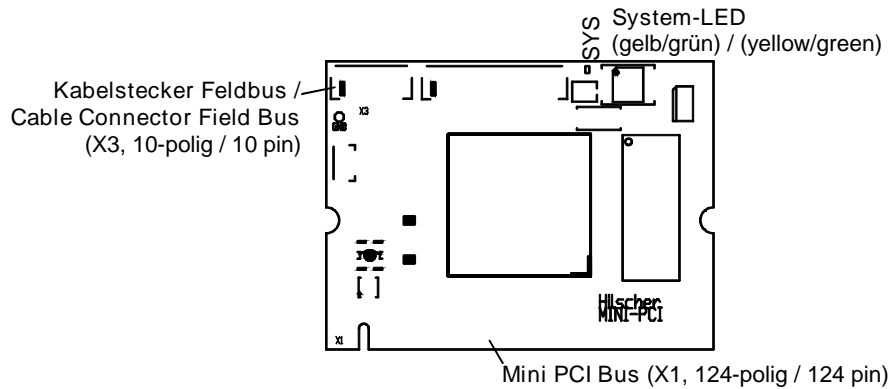 SYS
System-LED
(gelb/grün) / (yellow/green)
Kabelstecker Feldbus /
Cable Connector Field Bus
(X3, 10-polig / 10 pin)
X3
Hilscher
MINI-PCI
X1
Mini PCI Bus (X1, 124-polig / 124 pin)